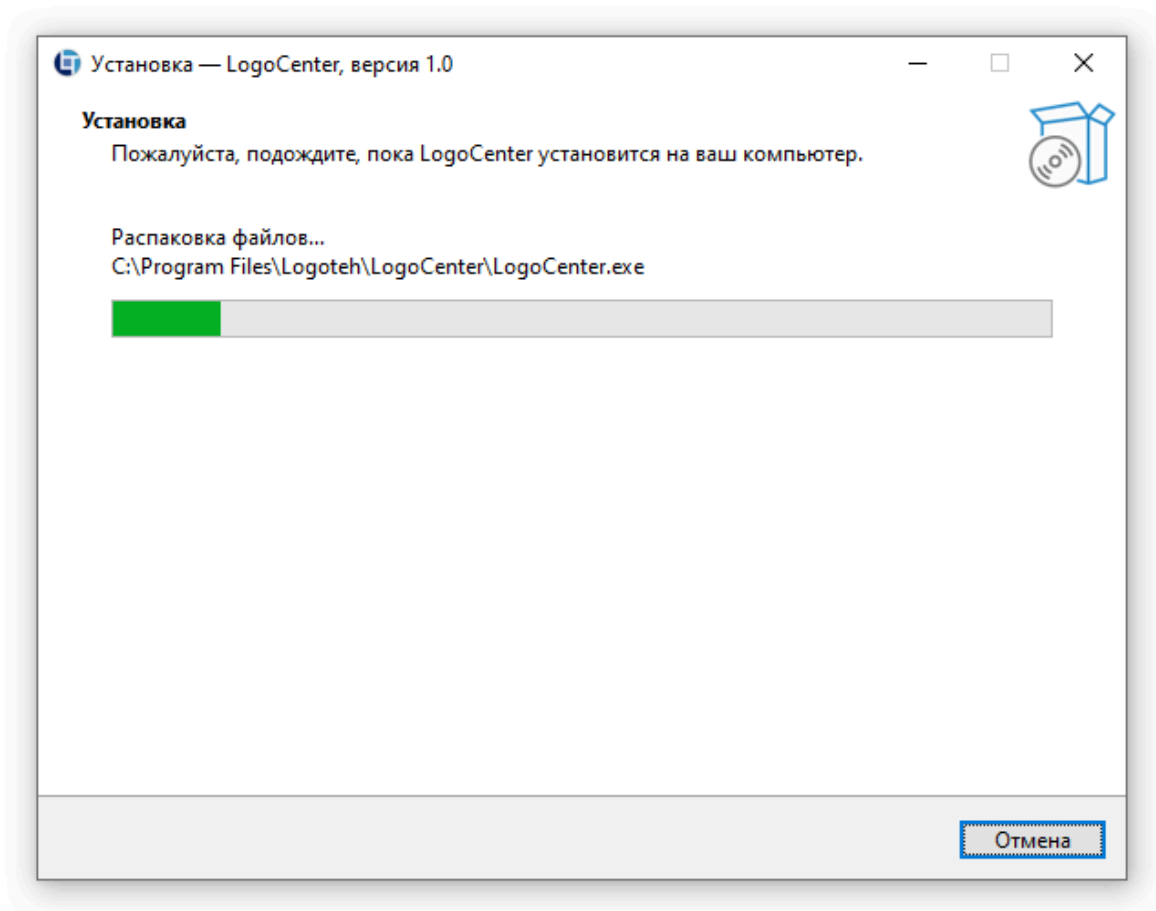 Установка — LogoCenter, версия 1.0
Установка
Пожалуйста, подождите, пока LogoCenter установится на ваш компьютер.
Распаковка файлов...
C:\Program Files\Logoteh\LogoCenter\LogoCenter.exe
Отмена